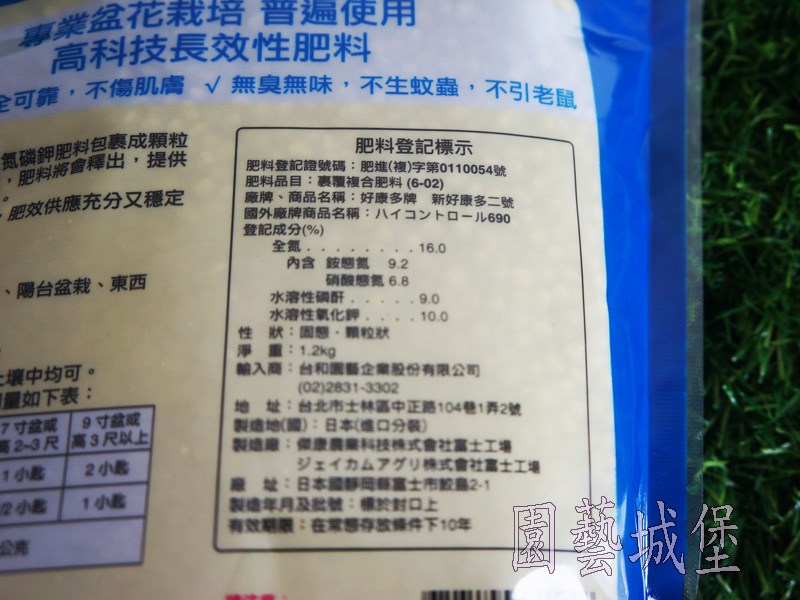 專業盆花栽培 普遍使用
高科技長效性肥料
全可靠，不傷肌膚 √ 無臭無味，不生蚊蟲，不引老鼠
氮磷鉀肥料包裹成顆粒
，肥料將會釋出，提供
。
，肥效供應充分又穩定
、陽台盆栽、東西
土壤中均可。
用量如下表：
7寸盆或 9寸盆或
高2–3尺 高3尺以上
1小匙 2小匙
1/2小匙 1小匙
公克
肥料登記標示
肥料登記證號碼：肥進(複)字第0110054號
肥料品目：裹覆複合肥料 (6-02)
廠牌、商品名稱：好康多牌 新好康多二號
國外廠牌商品名稱：ハイコントロール690
登記成分(%)
全氮 . . . . . . . . 16.0
內含 銨態氮 9.2
硝酸態氮 6.8
水溶性磷酐 . . . . . 9.0
水溶性氧化鉀 . . . . 10.0
性 狀：固態・顆粒狀
淨 重：1.2kg
輸入商：台和園藝企業股份有限公司
(02)2831-3302
地 址：台北市士林區中正路104巷1弄2號
製造地(國)：日本(進口分裝)
製造廠：傑康農業科技株式會社富士工場
ジェイカムアグリ株式會社富士工場
廠 址：日本國靜岡縣富士市鮫島2-1
製造年月及批號：標於封口上
有效期限：在常態存放條件下10年
園藝城堡